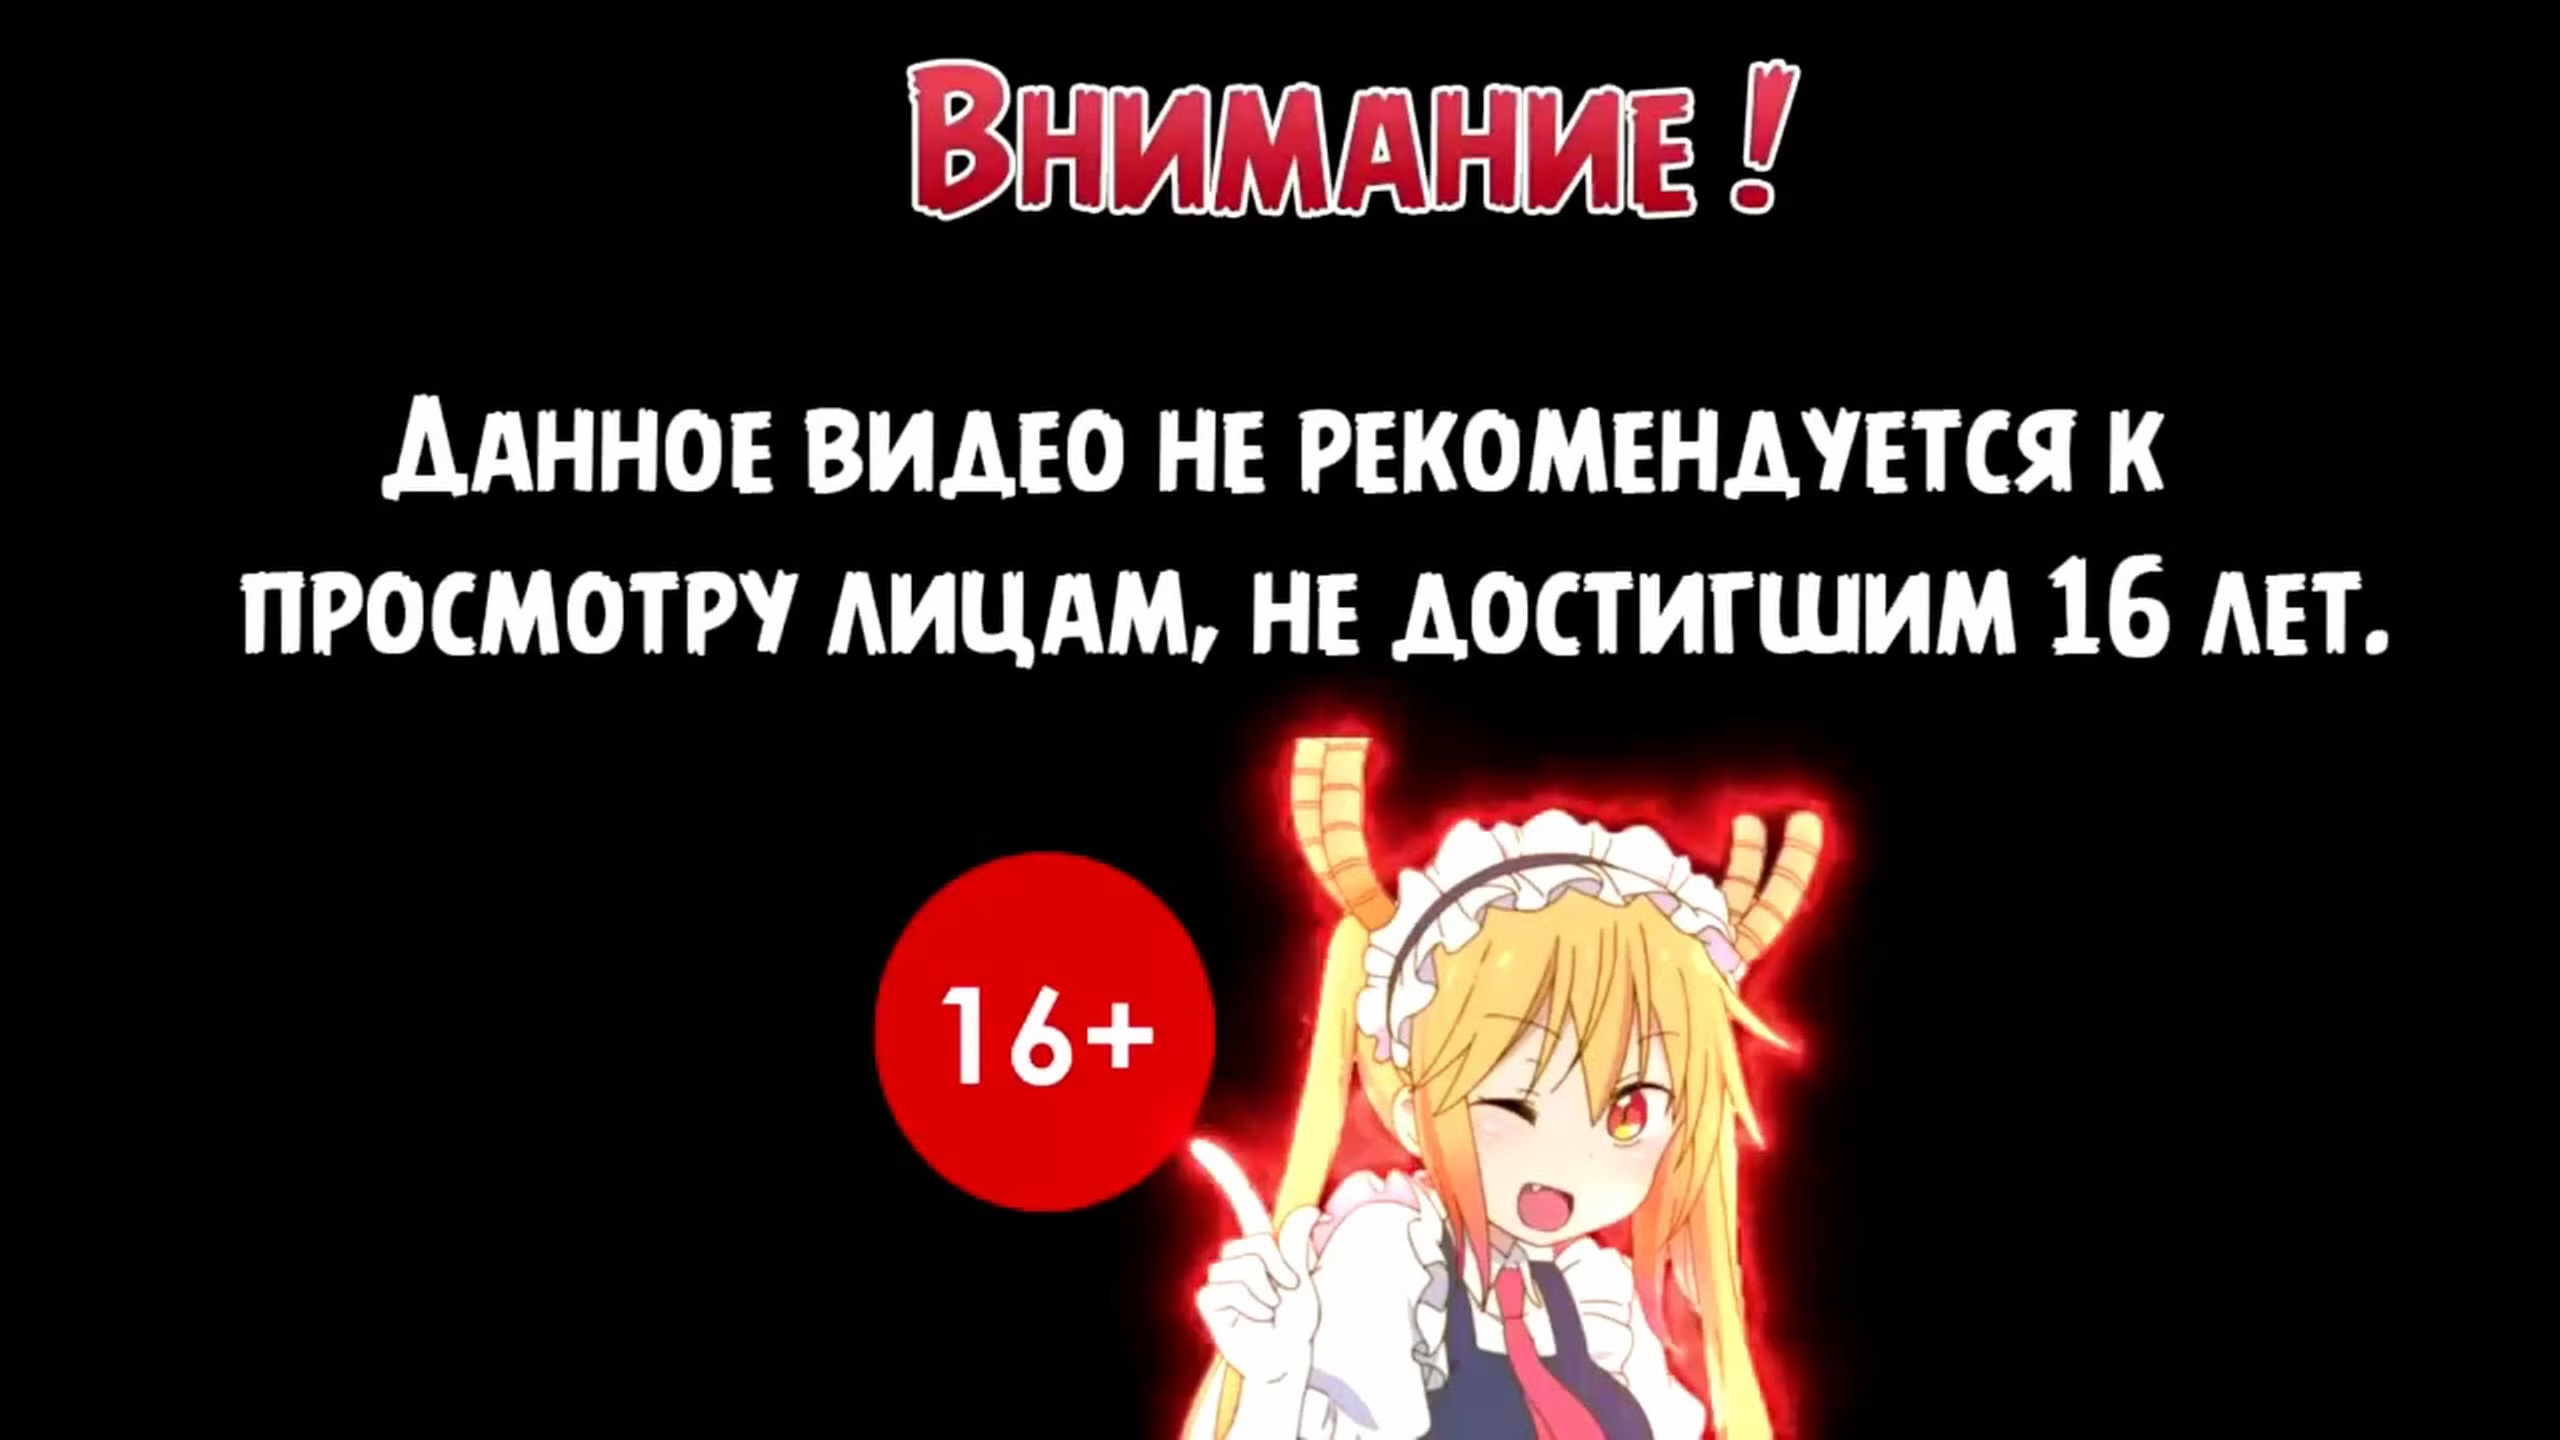 Внимание !
Данное видео не рекомендуется к
просмотру лицам, не достигшим 16 лет.
16+